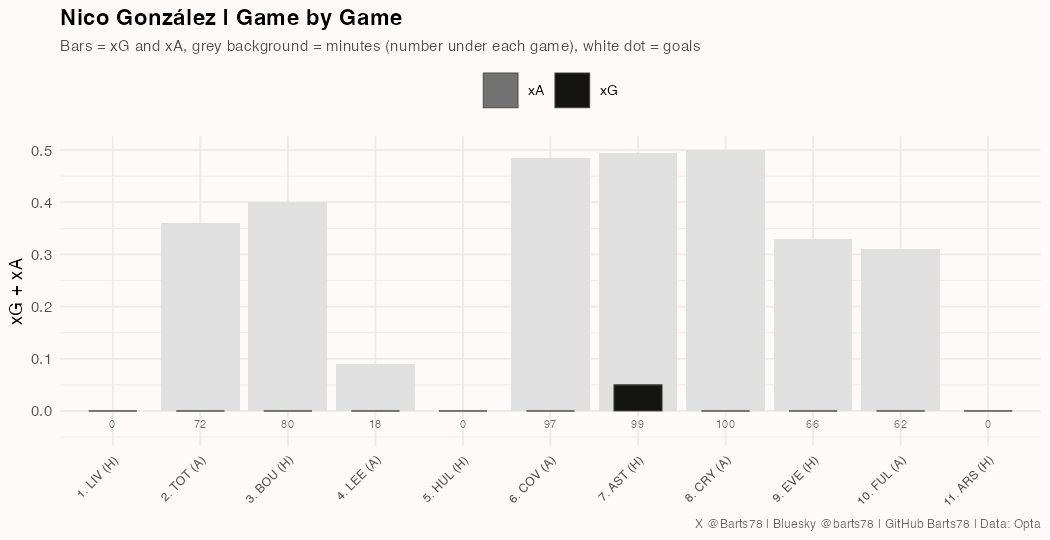 Nico González | Game by Game
Bars = xG and xA, grey background = minutes (number under each game), white dot = goals
xA xG
xG + xA
0.5
0.4
0.3
0.2
0.1
0.0
0 72 80 18 0 97 99 100 66 62 0
1. LIV (H) 2. TOT (A) 3. BOU (H) 4. LEE (A) 5. HUL (H) 6. COV (A) 7. AST (H) 8. CRY (A) 9. EVE (H) 10. FUL (A) 11. ARS (H)
X @Barts78 | Bluesky @barts78 | GitHub Barts78 | Data: Opta